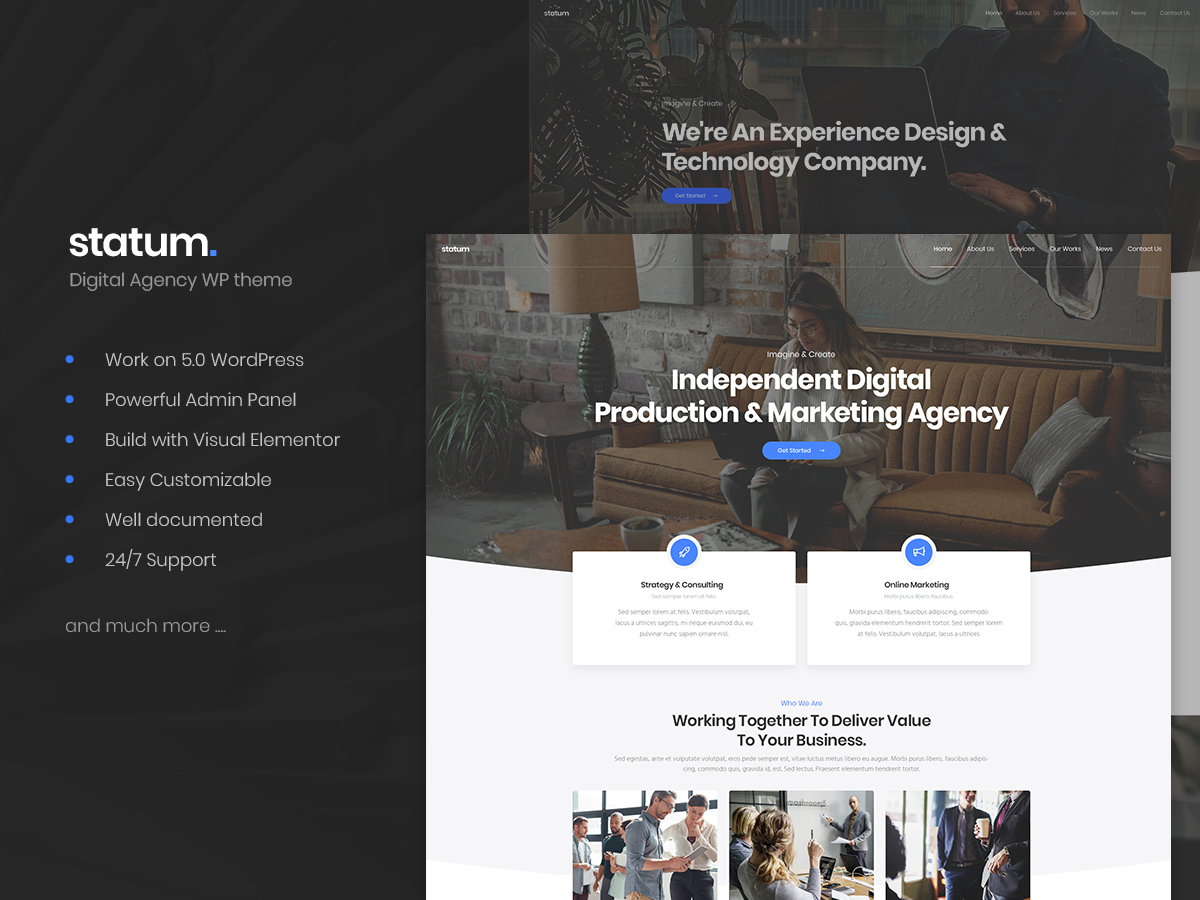 statum.
Digital Agency WP theme
Work on 5.0 WordPress
Powerful Admin Panel
Build with Visual Elementor
Easy Customizable
Well documented
24/7 Support
and much more ....
statum
Home About Us Services Our Works News Contact Us
Imagine & Create
We're An Experience Design &
Technology Company.
Get Started →
statum
Home About Us Services Our Works News Contact Us
Imagine & Create
Independent Digital
Production & Marketing Agency
Get Started →
Strategy & Consulting
Sed semper lorem at felis
Sed semper lorem at felis. Vestibulum volutpat,
lacus a ultrices sagittis, mi neque euismod dui, eu
pulvinar nunc sapien ornare nisl.
Online Marketing
Morbi purus libero, faucibus
Morbi purus libero, faucibus adipiscing, commodo
quis, gravida elementum hendrerit tortor. Sed semper lorem
at felis. Vestibulum volutpat, lacus a ultrices
Who We Are
Working Together To Deliver Value
To Your Business.
Sed egestas, ante et vulputate volutpat, eros pede semper est, vitae luctus metus libero eu augue. Morbi purus libero, faucibus adipis-
cing, commodo quis, gravida id, est. Sed lectus. Praesent elementum hendrerit tortor.